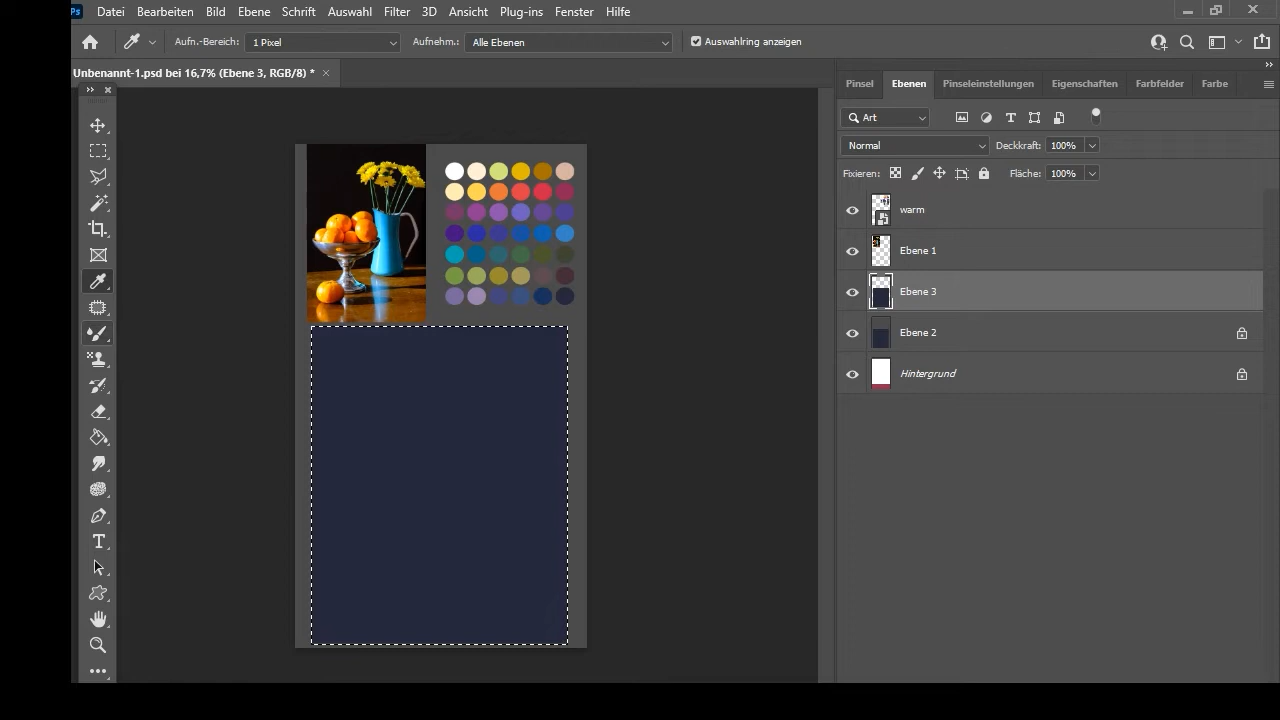 Ps Datei Bearbeiten Bild Ebene Schrift Auswahl Filter 3D Ansicht Plug-ins Fenster Hilfe
Aufn.-Bereich: 1 Pixel Aufnehm.: Alle Ebenen Auswahlring anzeigen
Unbenannt-1.psd bei 16,7% (Ebene 3, RGB/8) *
Pinsel Ebenen Pinseleinstellungen Eigenschaften Farbfelder Farbe
Art
Normal Deckkraft: 100%
Fixieren: Fläche: 100%
warm
Ebene 1
Ebene 3
Ebene 2
Hintergrund